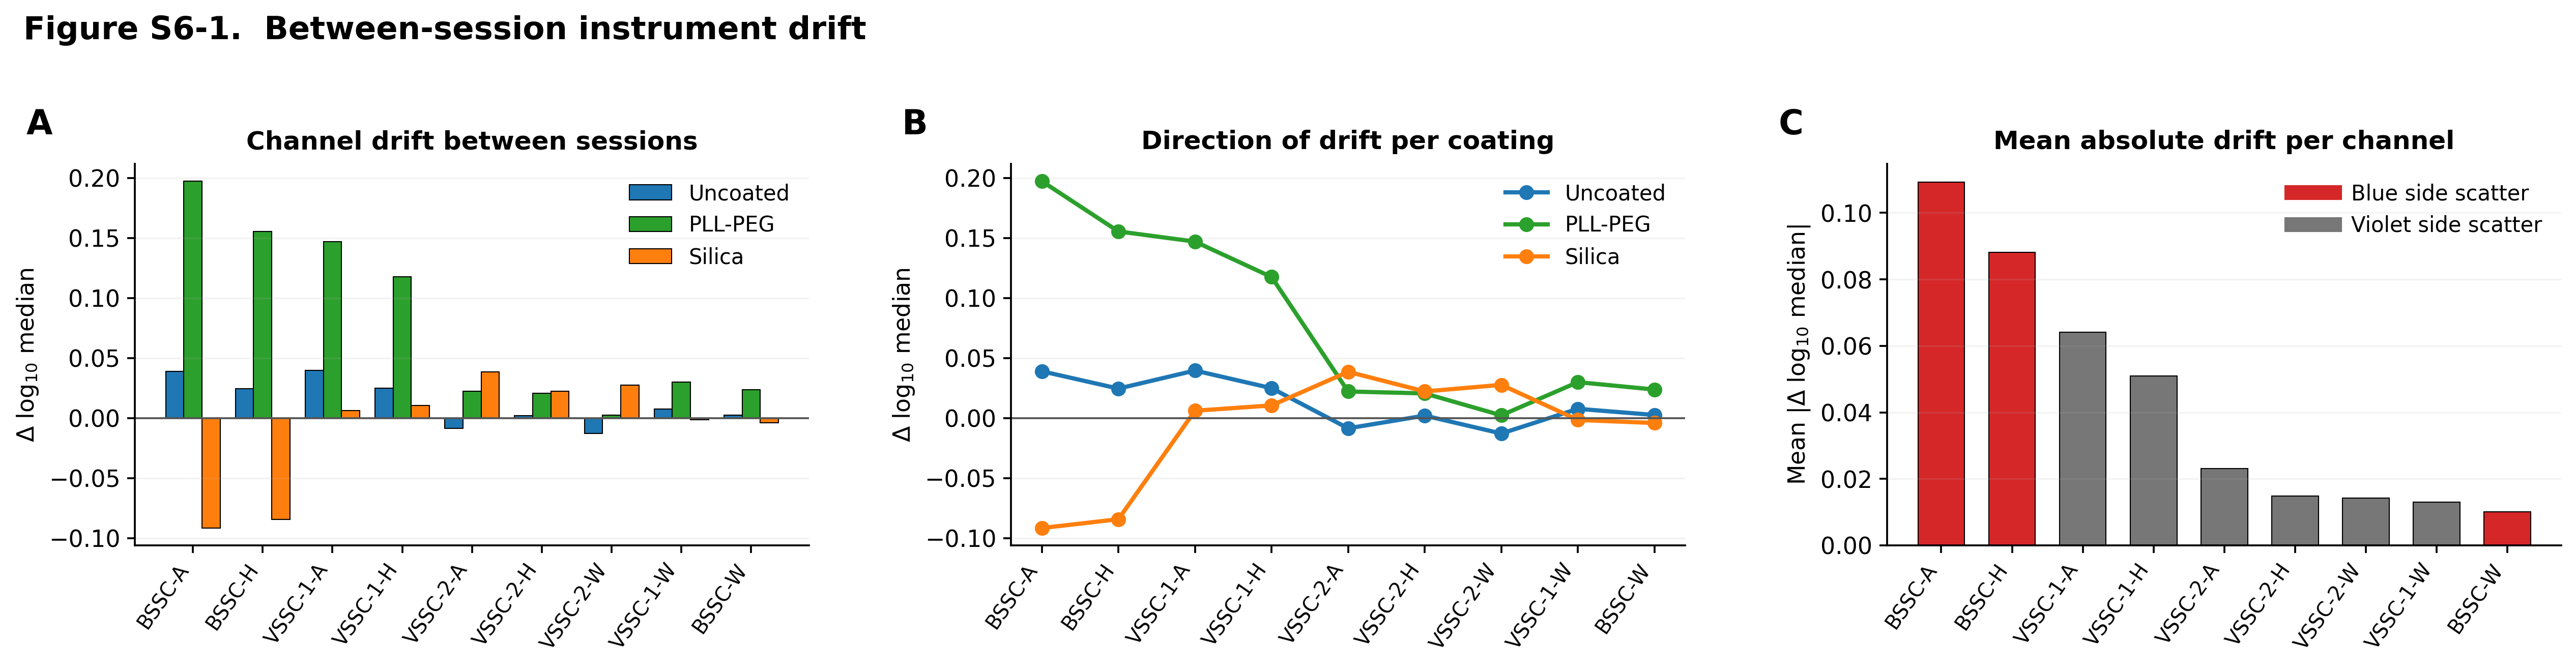 Figure S6-1.  Between-session instrument drift
A
Channel drift between sessions
Δ log₁₀ median
0.20
0.15
0.10
0.05
0.00
−0.05
−0.10
Uncoated
PLL-PEG
Silica
BSSC-A
BSSC-H
VSSC-1-A
VSSC-1-H
VSSC-2-A
VSSC-2-H
VSSC-2-W
VSSC-1-W
BSSC-W
B
Direction of drift per coating
Δ log₁₀ median
0.20
0.15
0.10
0.05
0.00
−0.05
−0.10
Uncoated
PLL-PEG
Silica
BSSC-A
BSSC-H
VSSC-1-A
VSSC-1-H
VSSC-2-A
VSSC-2-H
VSSC-2-W
VSSC-1-W
BSSC-W
C
Mean absolute drift per channel
Mean |Δ log₁₀ median|
0.10
0.08
0.06
0.04
0.02
0.00
Blue side scatter
Violet side scatter
BSSC-A
BSSC-H
VSSC-1-A
VSSC-1-H
VSSC-2-A
VSSC-2-H
VSSC-2-W
VSSC-1-W
BSSC-W